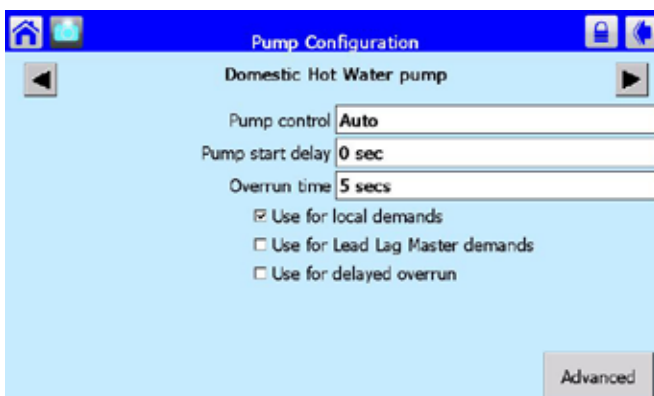 Pump Configuration
Domestic Hot Water pump
Pump control Auto
Pump start delay 0 sec
Overrun time 5 secs
Use for local demands
Use for Lead Lag Master demands
Use for delayed overrun
Advanced